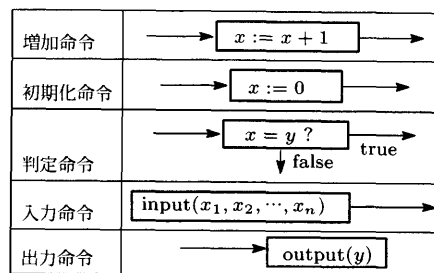 増加命令 x := x + 1
初期化命令 x := 0
判定命令 x = y ? true
false
入力命令 input(x₁, x₂, ···, xₙ)
出力命令 output(y)